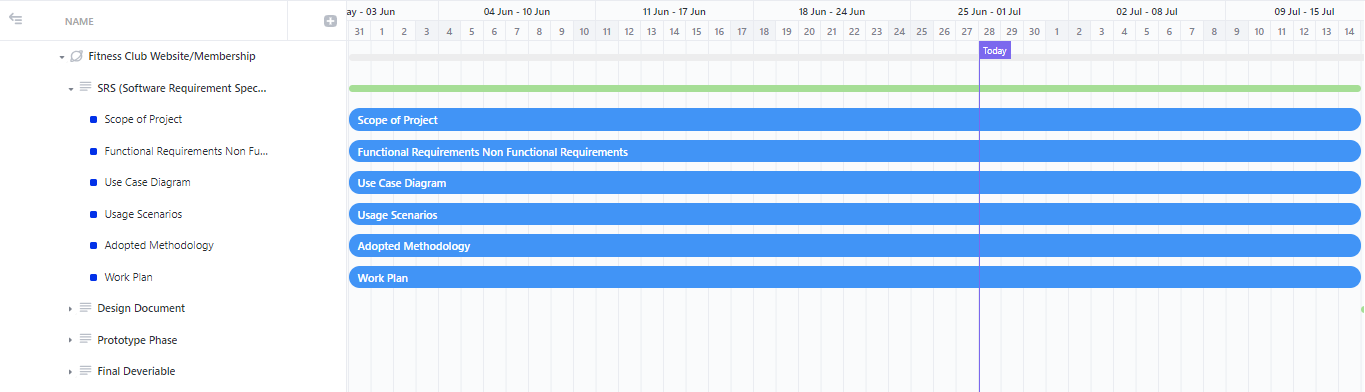 NAME
ay - 03 Jun 04 Jun - 10 Jun 11 Jun - 17 Jun 18 Jun - 24 Jun 25 Jun - 01 Jul 02 Jul - 08 Jul 09 Jul - 15 Jul
31 1 2 3 4 5 6 7 8 9 10 11 12 13 14 15 16 17 18 19 20 21 22 23 24 25 26 27 28 29 30 1 2 3 4 5 6 7 8 9 10 11 12 13 14
Today
Fitness Club Website/Membership
SRS (Software Requirement Spec...
Scope of Project Scope of Project
Functional Requirements Non Fu... Functional Requirements Non Functional Requirements
Use Case Diagram Use Case Diagram
Usage Scenarios Usage Scenarios
Adopted Methodology Adopted Methodology
Work Plan Work Plan
Design Document
Prototype Phase
Final Deveriable